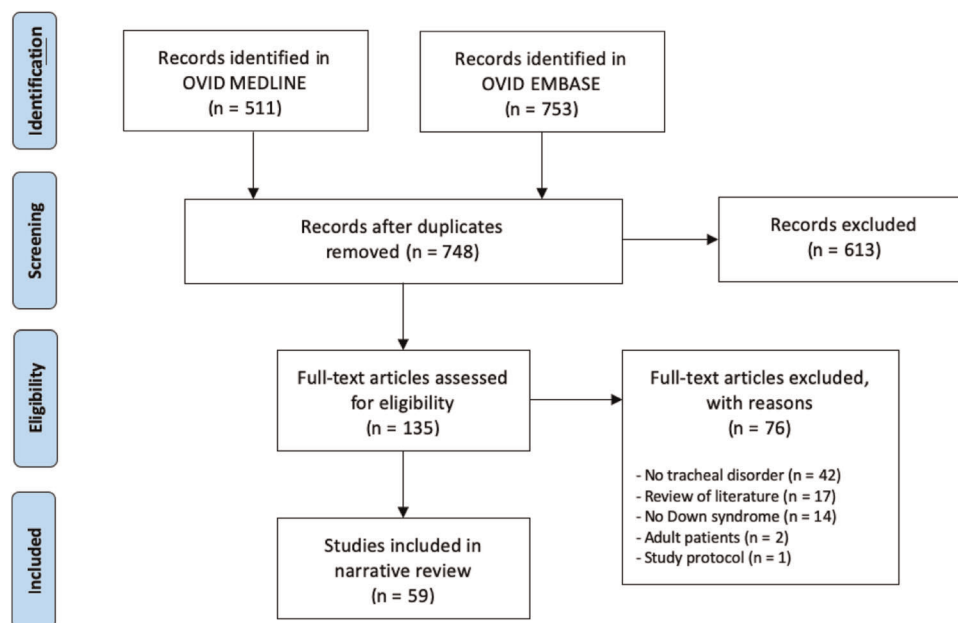 Identification
Records identified in
OVID MEDLINE
(n = 511)
Records identified in
OVID EMBASE
(n = 753)
Screening
Records after duplicates
removed (n = 748)
Records excluded
(n = 613)
Eligibility
Full-text articles assessed
for eligibility
(n = 135)
Full-text articles excluded,
with reasons
(n = 76)
- No tracheal disorder (n = 42)
- Review of literature (n = 17)
- No Down syndrome (n = 14)
- Adult patients (n = 2)
- Study protocol (n = 1)
Included
Studies included in
narrative review
(n = 59)